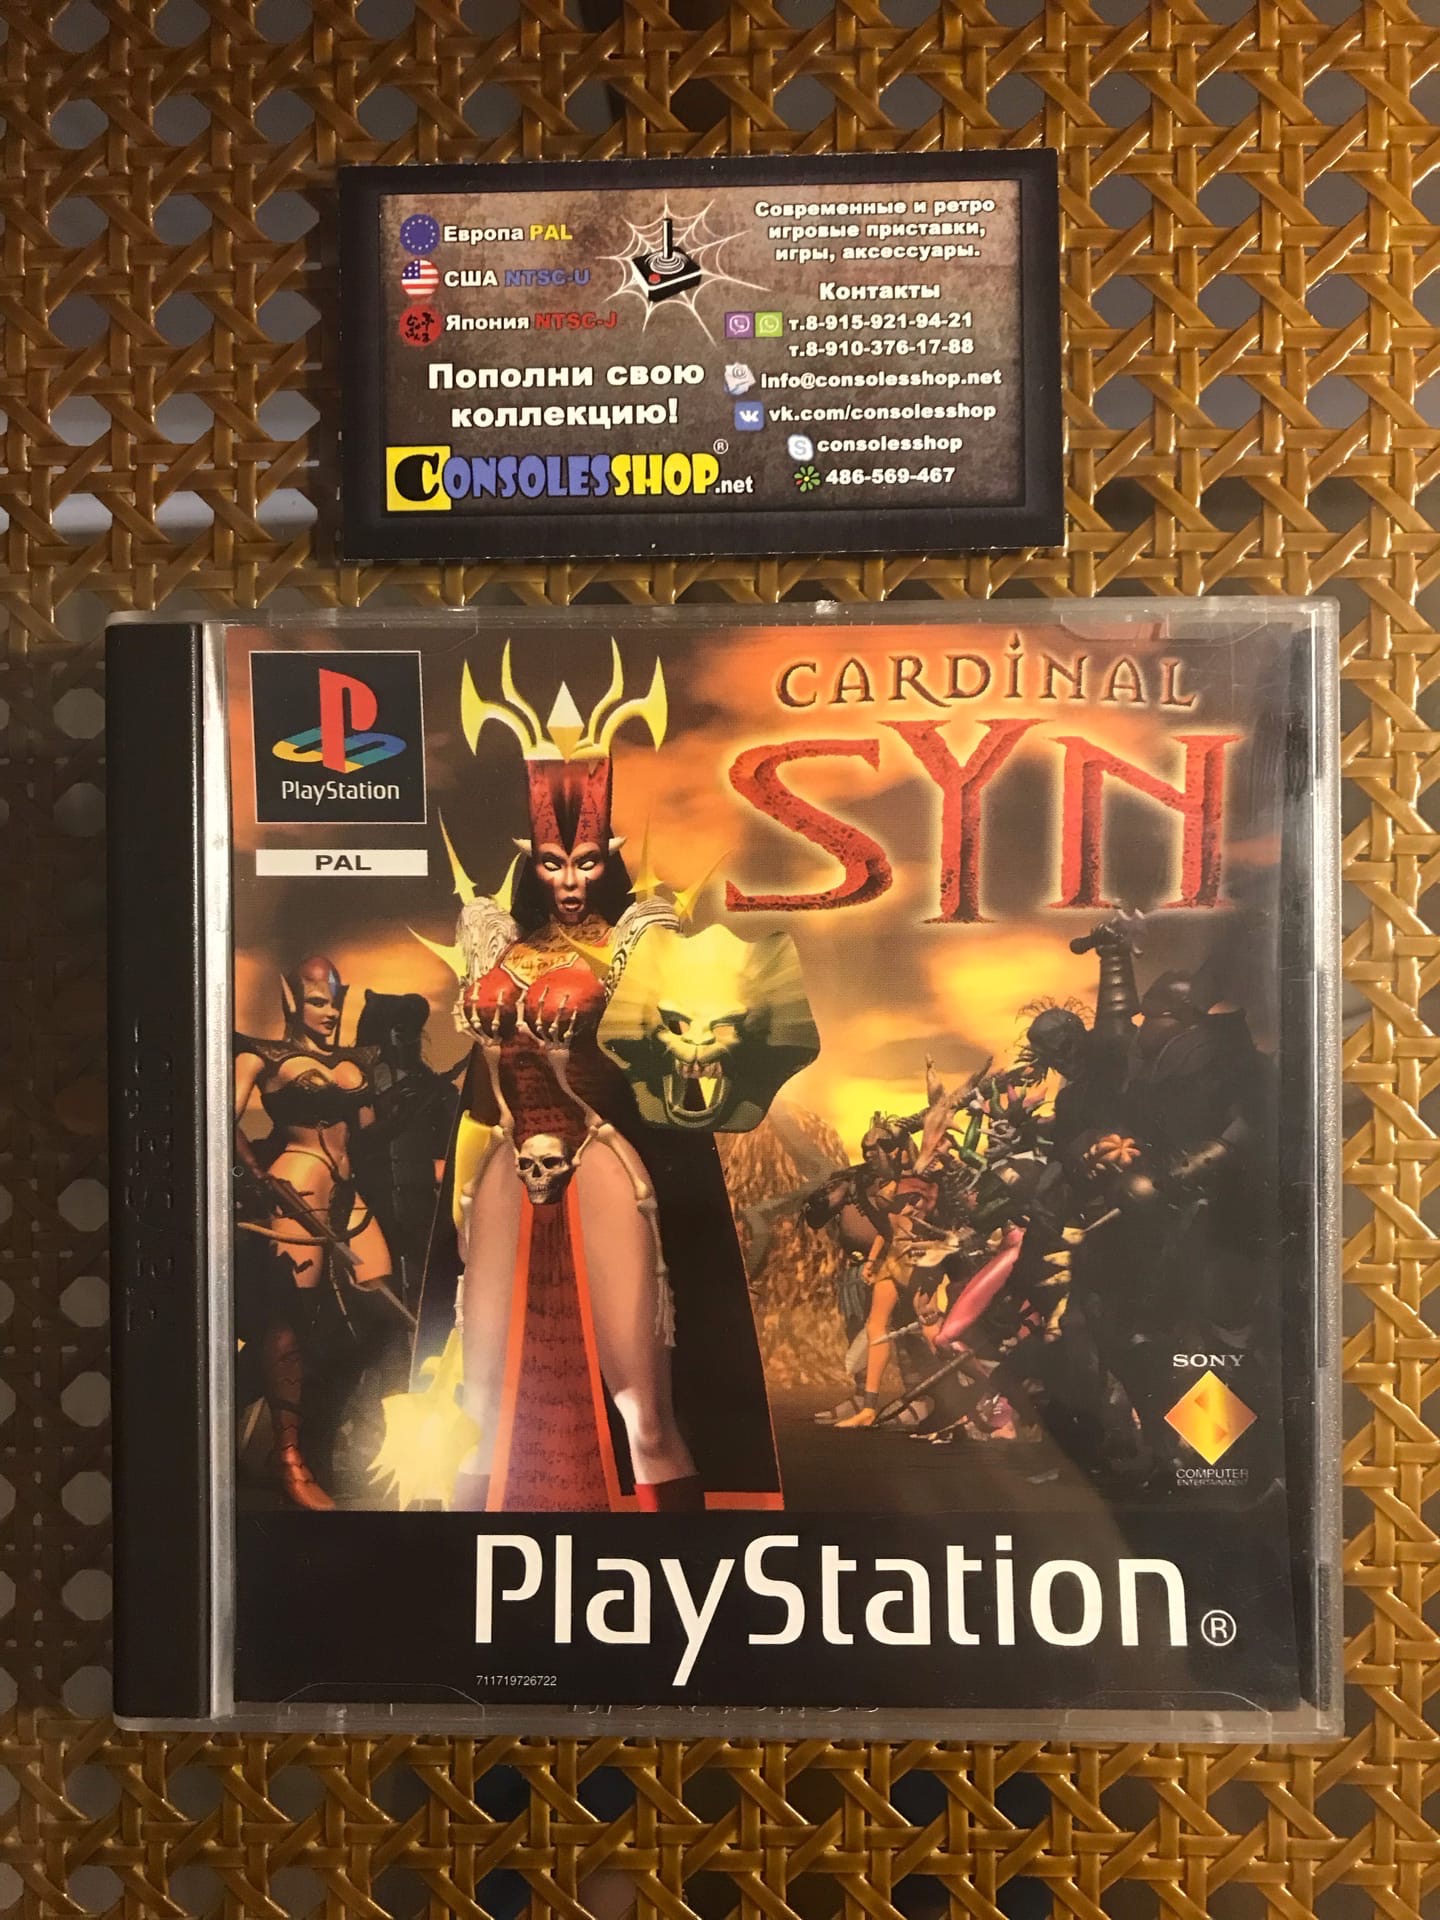 Европа PAL
США NTSC-U
Япония NTSC-J
Пополни свою
коллекцию!
CONSOLESSHOP.net
®
Современные и ретро
игровые приставки,
игры, аксессуары.
Контакты
т.8-915-921-94-21
т.8-910-376-17-88
info@consolesshop.net
vk.com/consolesshop
consolesshop
486-569-467
PlayStation
PAL
CARDINAL
SYN
SONY
COMPUTER
ENTERTAINMENT
PlayStation®
711719726722